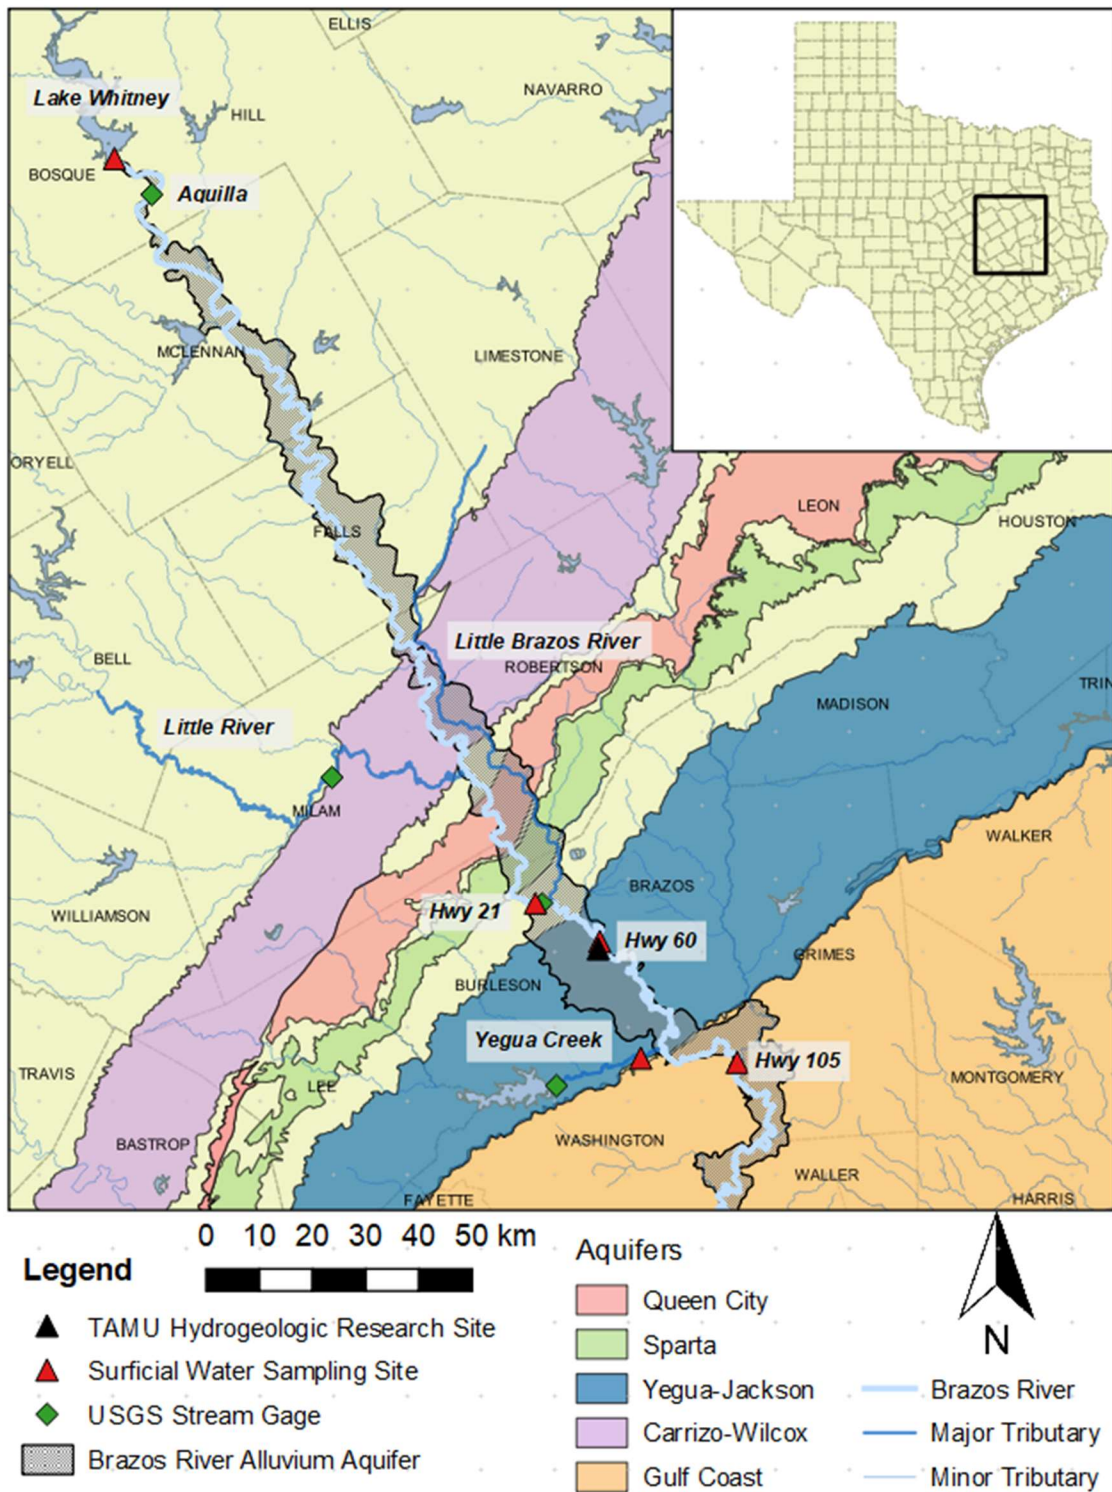 ELLIS
NAVARRO
Lake Whitney
HILL
BOSQUE
Aquilla
MCLENNAN
LIMESTONE
ORYELL
LEON
HOUSTON
FALLS
BELL
Little Brazos River
ROBERTSON
TRIN
MADISON
Little River
MILAM
WALKER
BRAZOS
WILLIAMSON
Hwy 21
Hwy 60
GRIMES
BURLESON
Yegua Creek
Hwy 105
TRAVIS
LEE
MONTGOMERY
BASTROP
WASHINGTON
WALLER
FAYETTE
HARRIS
0 10 20 30 40 50 km
Legend
TAMU Hydrogeologic Research Site
Surficial Water Sampling Site
USGS Stream Gage
Brazos River Alluvium Aquifer
Aquifers
Queen City
Sparta
Yegua-Jackson
Carrizo-Wilcox
Gulf Coast
N
Brazos River
Major Tributary
Minor Tributary